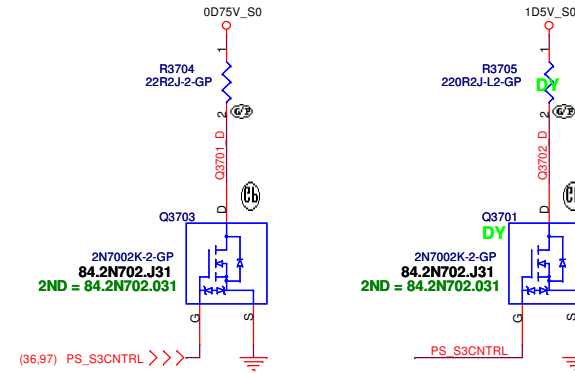 0D75V_S0
1
R3704
22R2J-2-GP
2
G/P
Q3701_D
D
Q3703
2N7002K-2-GP
84.2N702.J31
2ND = 84.2N702.031
G
S
(36,97) PS_S3CNTRL
1D5V_S0
1
R3705
220R2J-L2-GP
DY
2
G/P
Q3702_D
D
Q3701
DY
2N7002K-2-GP
84.2N702.J31
2ND = 84.2N702.031
G
S
PS_S3CNTRL